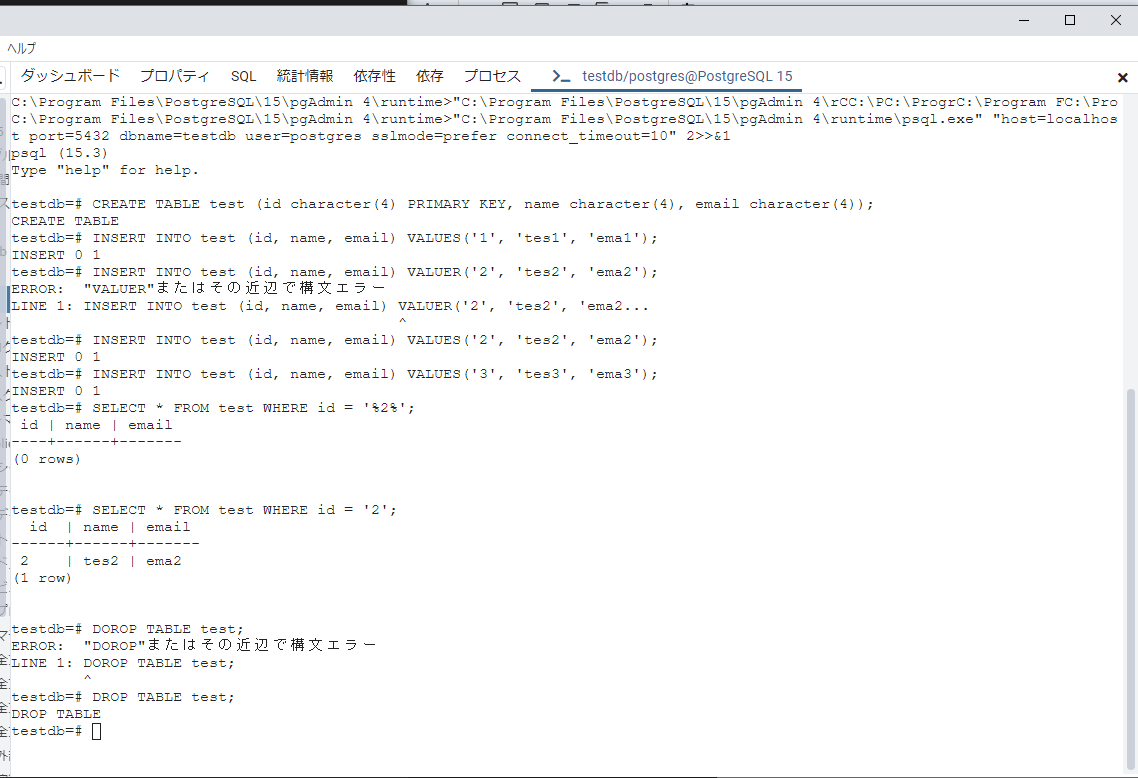 ヘルプ
ダッシュボード プロパティ SQL 統計情報 依存性 依存 プロセス testdb/postgres@PostgreSQL 15
C:\Program Files\PostgreSQL\15\pgAdmin 4\runtime>"C:\Program Files\PostgreSQL\15\pgAdmin 4\rCC:\PC:\ProgrC:\Program FC:\Pro
C:\Program Files\PostgreSQL\15\pgAdmin 4\runtime>"C:\Program Files\PostgreSQL\15\pgAdmin 4\runtime\psql.exe" "host=localhos
t port=5432 dbname=testdb user=postgres sslmode=prefer connect_timeout=10" 2>>&1
psql (15.3)
Type "help" for help.
testdb=# CREATE TABLE test (id character(4) PRIMARY KEY, name character(4), email character(4));
CREATE TABLE
testdb=# INSERT INTO test (id, name, email) VALUES('1', 'tes1', 'ema1');
INSERT 0 1
testdb=# INSERT INTO test (id, name, email) VALUER('2', 'tes2', 'ema2');
ERROR:  "VALUER"またはその近辺で構文エラー
LINE 1: INSERT INTO test (id, name, email) VALUER('2', 'tes2', 'ema2...
^
testdb=# INSERT INTO test (id, name, email) VALUES('2', 'tes2', 'ema2');
INSERT 0 1
testdb=# INSERT INTO test (id, name, email) VALUES('3', 'tes3', 'ema3');
INSERT 0 1
testdb=# SELECT * FROM test WHERE id = '%2%';
id | name | email
----+------+-------
(0 rows)
testdb=# SELECT * FROM test WHERE id = '2';
id  | name | email
------+------+-------
2    | tes2 | ema2
(1 row)
testdb=# DOROP TABLE test;
ERROR:  "DOROP"またはその近辺で構文エラー
LINE 1: DOROP TABLE test;
^
testdb=# DROP TABLE test;
DROP TABLE
testdb=#